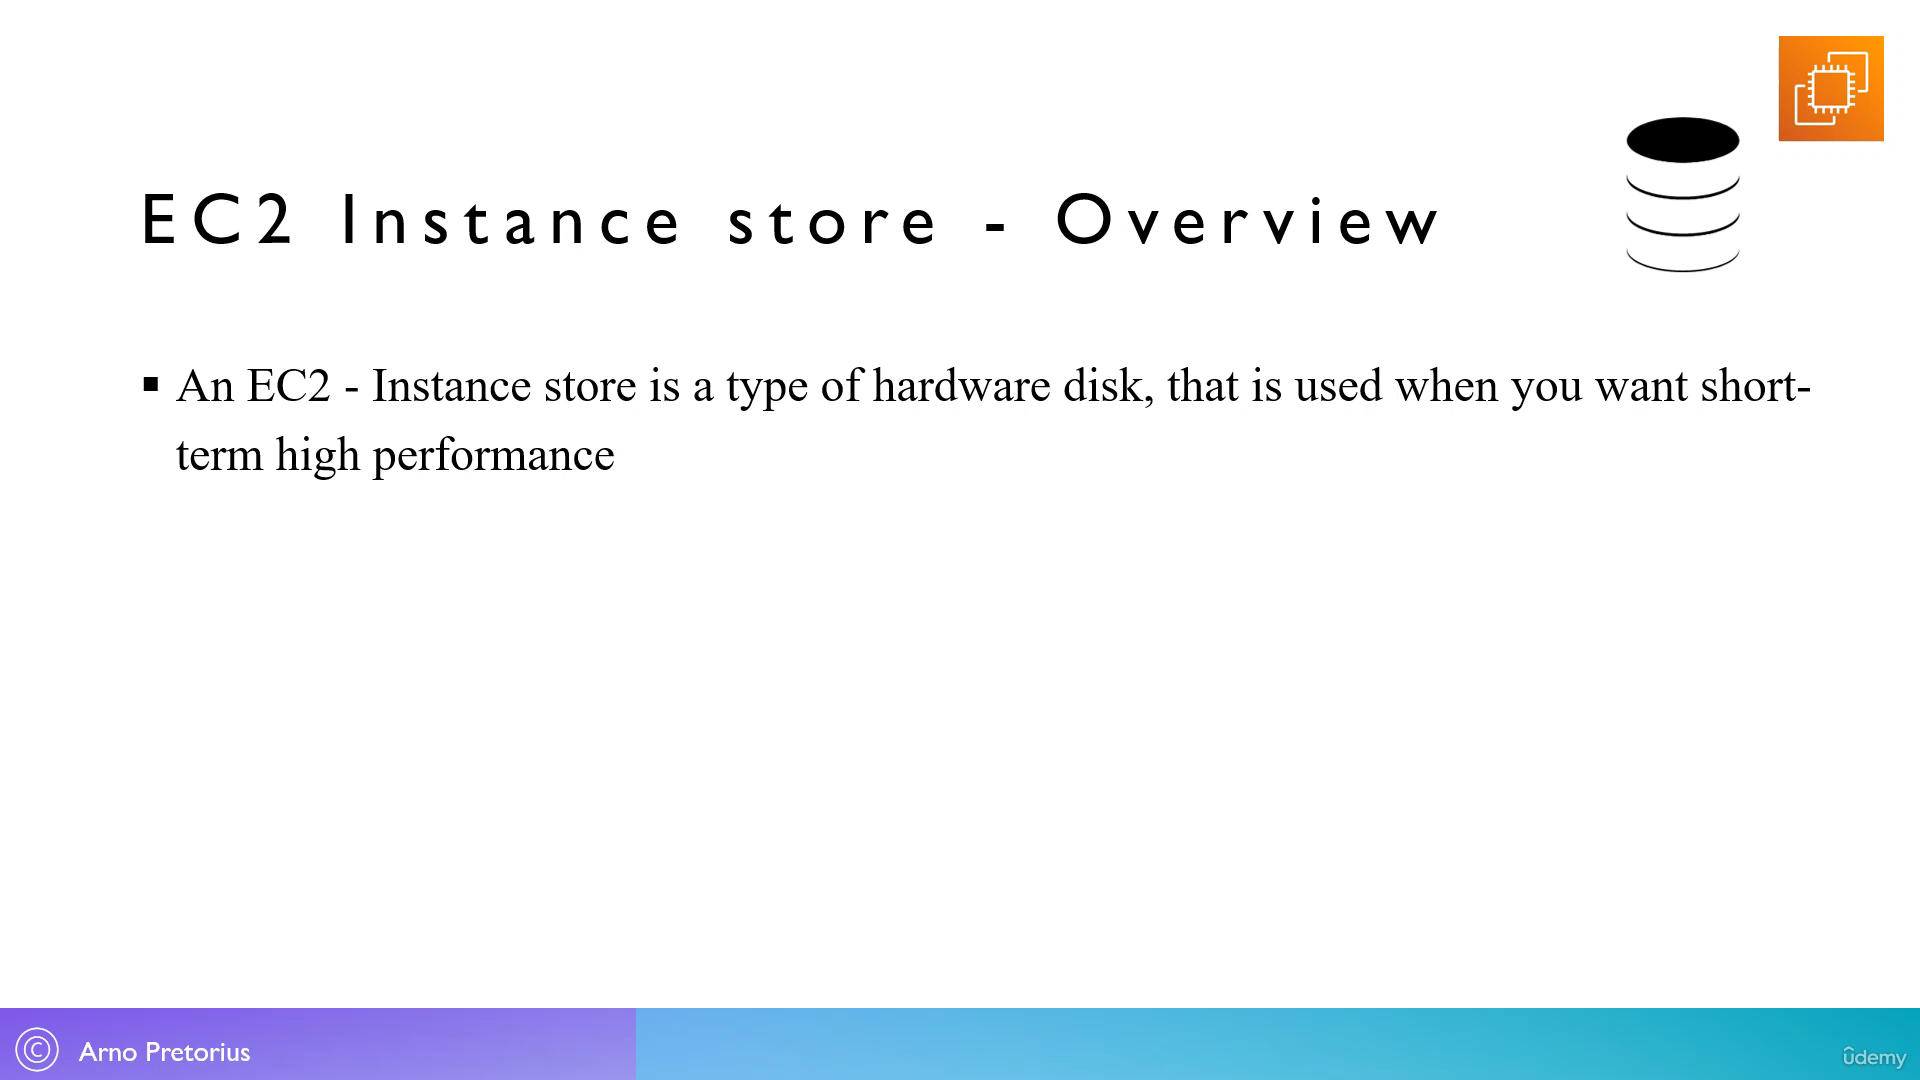 EC2 Instance store - Overview
▪ An EC2 - Instance store is a type of hardware disk, that is used when you want short-
term high performance
© Arno Pretorius
ûdemy